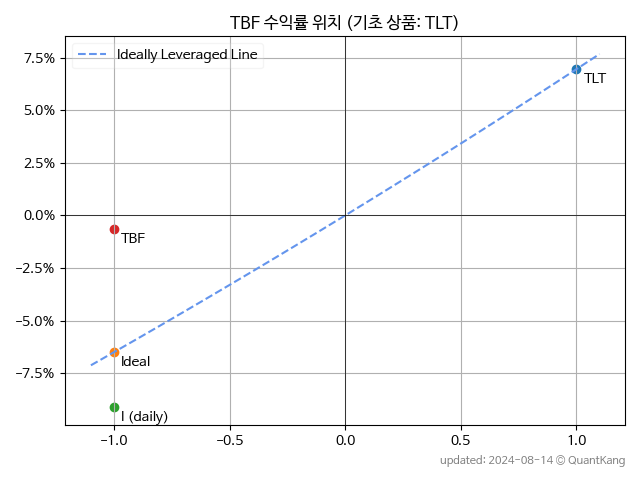 TBF 수익률 위치 (기초 상품: TLT)
Ideally Leveraged Line
7.5%
5.0%
2.5%
0.0%
−2.5%
−5.0%
−7.5%
TLT
TBF
Ideal
I (daily)
−1.0
−0.5
0.0
0.5
1.0
updated: 2024-08-14 © QuantKang